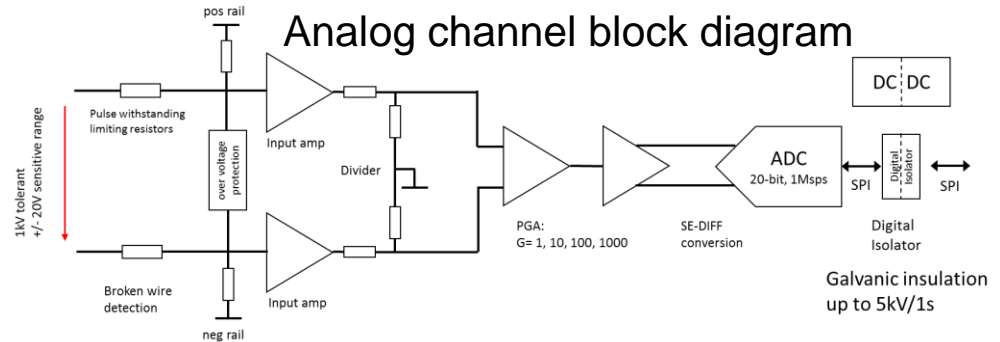 Analog channel block diagram
pos rail
1kV tolerant
+/- 20V sensitive range
Pulse withstanding
limiting resistors
over voltage
protection
Input amp
Divider
Broken wire
detection
Input amp
neg rail
PGA:
G= 1, 10, 100, 1000
SE-DIFF
conversion
ADC
20-bit, 1Msps
SPI
DC DC
Digital
Isolator
SPI
Digital
Isolator
Galvanic insulation
up to 5kV/1s